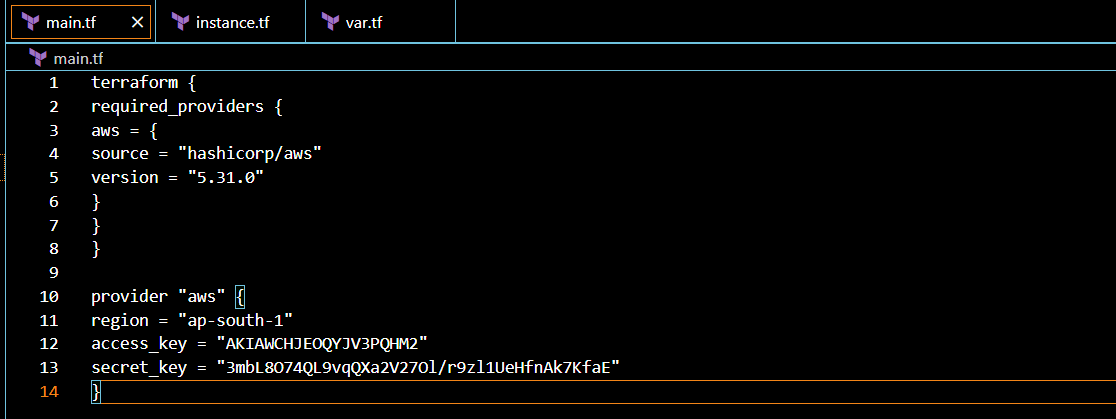 main.tf
instance.tf
var.tf
main.tf
1 terraform {
2 required_providers {
3 aws = {
4 source = "hashicorp/aws"
5 version = "5.31.0"
6 }
7 }
8 }
9
10 provider "aws" {
11 region = "ap-south-1"
12 access_key = "AKIAWCHJEOQYJV3PQHM2"
13 secret_key = "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"
14 }